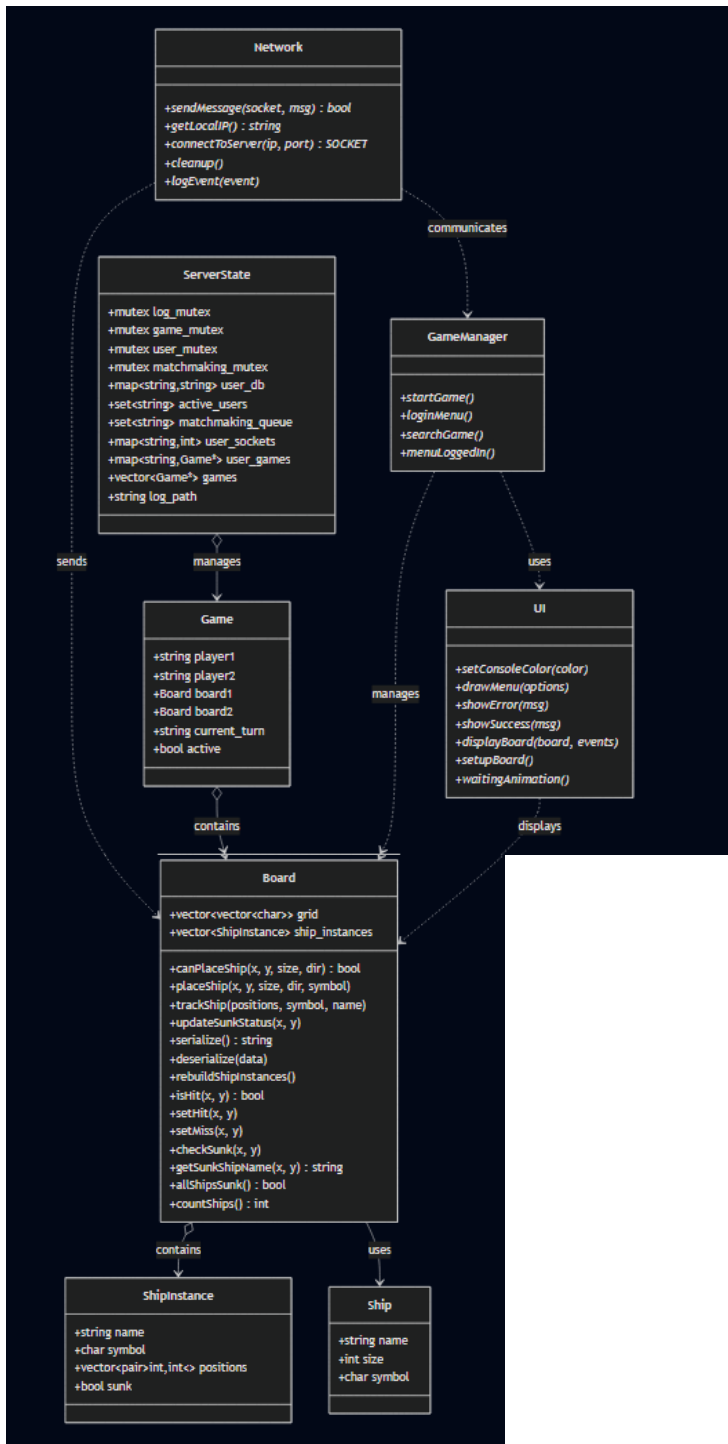 Network
+sendMessage(socket, msg) : bool
+getLocalIP() : string
+connectToServer(ip, port) : SOCKET
+cleanup()
+logEvent(event)
communicates
ServerState
+mutex log_mutex
+mutex game_mutex
+mutex user_mutex
+mutex matchmaking_mutex
+map<string,string> user_db
+set<string> active_users
+set<string> matchmaking_queue
+map<string,int> user_sockets
+map<string,Game*> user_games
+vector<Game*> games
+string log_path
GameManager
+startGame()
+loginMenu()
+searchGame()
+menuLoggedIn()
sends
manages
uses
Game
+string player1
+string player2
+Board board1
+Board board2
+string current_turn
+bool active
UI
+setConsoleColor(color)
+drawMenu(options)
+showError(msg)
+showSuccess(msg)
+displayBoard(board, events)
+setupBoard()
+waitingAnimation()
manages
contains
displays
Board
+vector<vector<char>> grid
+vector<ShipInstance> ship_instances
+canPlaceShip(x, y, size, dir) : bool
+placeShip(x, y, size, dir, symbol)
+trackShip(positions, symbol, name)
+updateSunkStatus(x, y)
+serialize() : string
+deserialize(data)
+rebuildShipInstances()
+isHit(x, y) : bool
+setHit(x, y)
+setMiss(x, y)
+checkSunk(x, y)
+getSunkShipName(x, y) : string
+allShipsSunk() : bool
+countShips() : int
contains
uses
ShipInstance
+string name
+char symbol
+vector<pair>int,int<> positions
+bool sunk
Ship
+string name
+int size
+char symbol